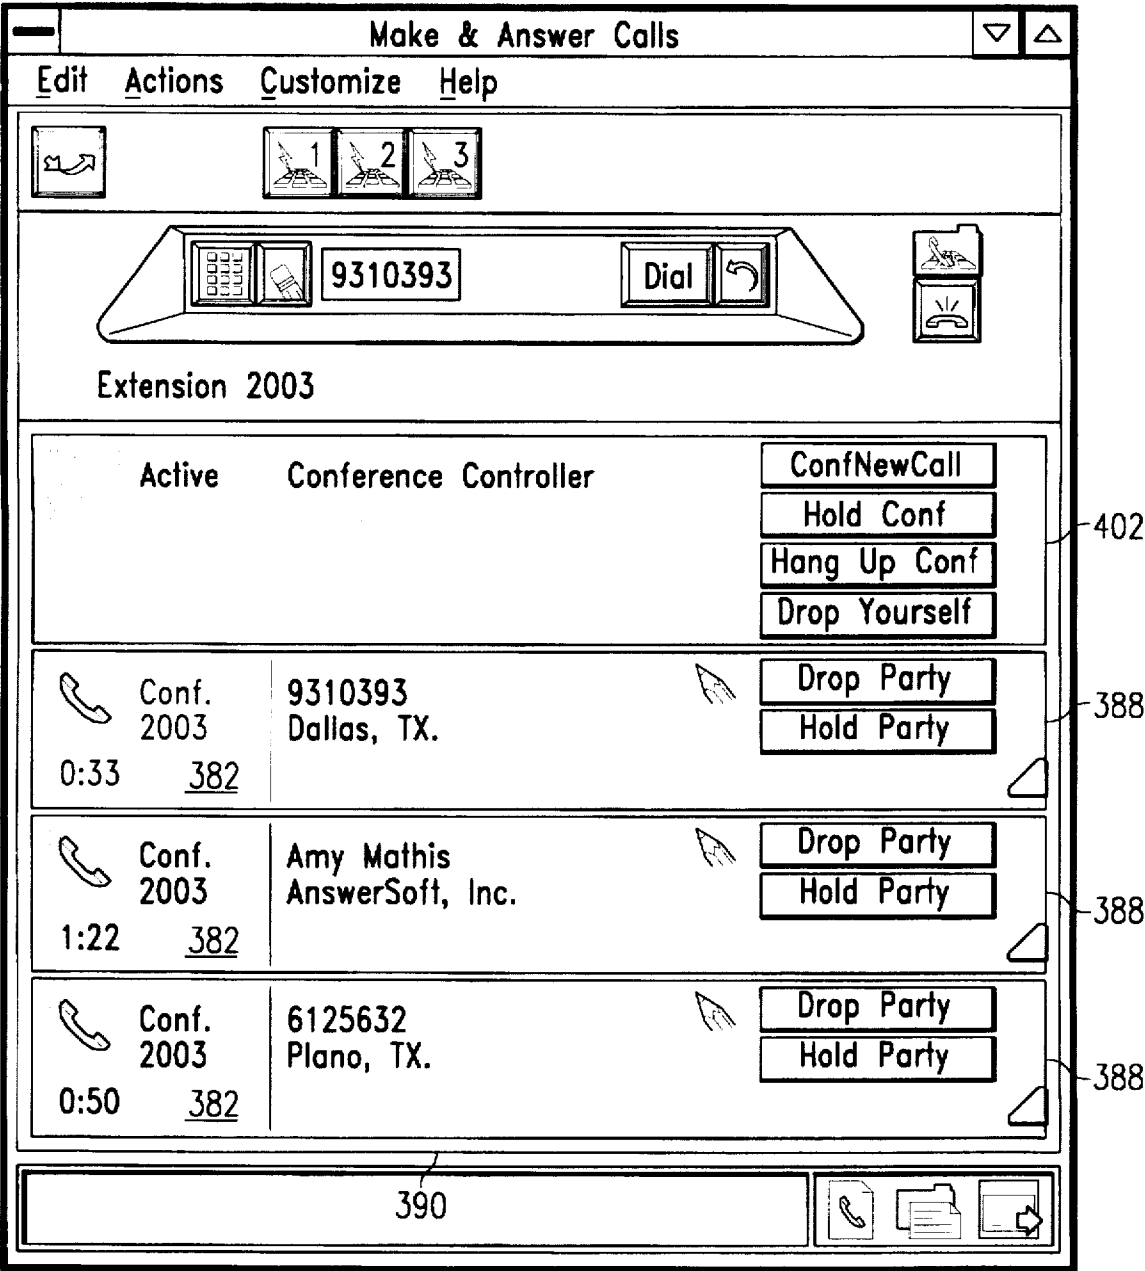 Make & Answer Calls
Edit Actions Customize Help
1 2 3
9310393 Dial
Extension 2003
Active Conference Controller ConfNewCall
Hold Conf
402
Hang Up Conf
Drop Yourself
Conf. 9310393 Drop Party
2003 Dallas, TX. Hold Party 388
0:33 382
Conf. Amy Mathis Drop Party
2003 AnswerSoft, Inc. Hold Party 388
1:22 382
Conf. 6125632 Drop Party
2003 Plano, TX. Hold Party 388
0:50 382
390